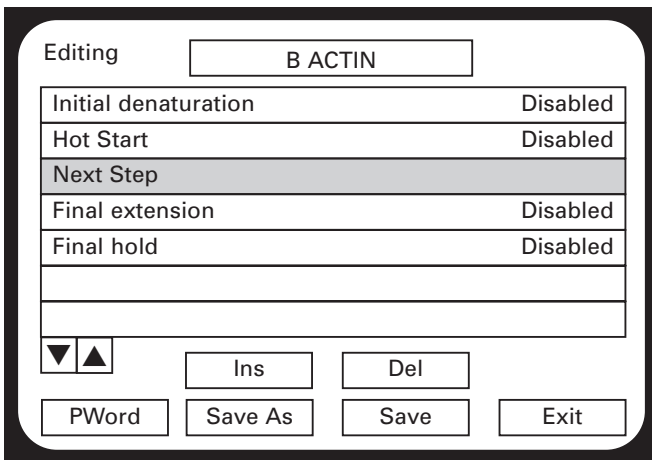 Editing B ACTIN
Initial denaturation Disabled
Hot Start Disabled
Next Step
Final extension Disabled
Final hold Disabled
Ins Del
PWord Save As Save Exit